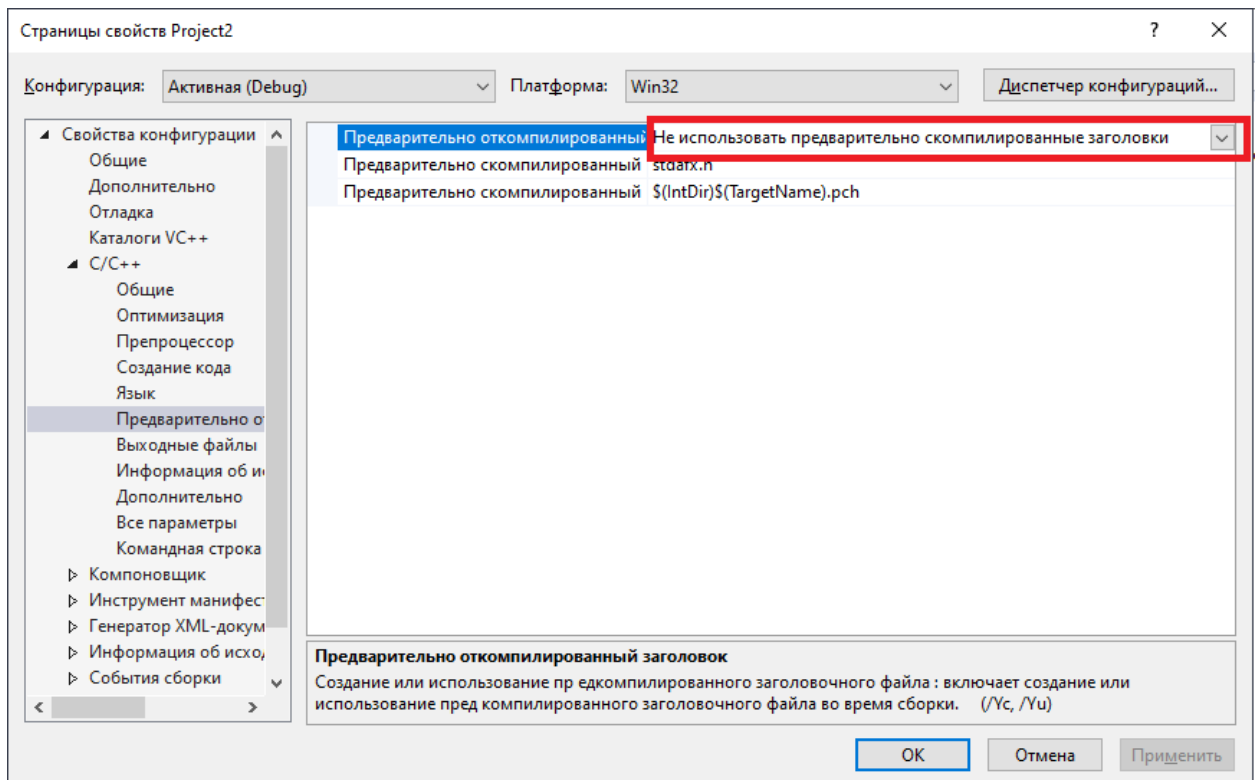 Страницы свойств Project2
?
Конфигурация: Активная (Debug) Платформа: Win32 Диспетчер конфигураций...
Свойства конфигурации
Общие
Дополнительно
Отладка
Каталоги VC++
C/C++
Общие
Оптимизация
Препроцессор
Создание кода
Язык
Предварительно
Выходные файлы
Информация об
Дополнительно
Все параметры
Командная строка
Компоновщик
Инструмент
Генератор XML-докум
Информация об
События сборки
Предварительно откомпилированный Не использовать предварительно скомпилированные заголовки
Предварительно скомпилированный stdafx.h
Предварительно скомпилированный $(IntDir)$(TargetName).pch
Предварительно откомпилированный заголовок
Создание или использование пр едкомпилированного заголовочного файла : включает создание или
использование пред компилированного заголовочного файла во время сборки. (/Yc, /Yu)
ОК Отмена Применить